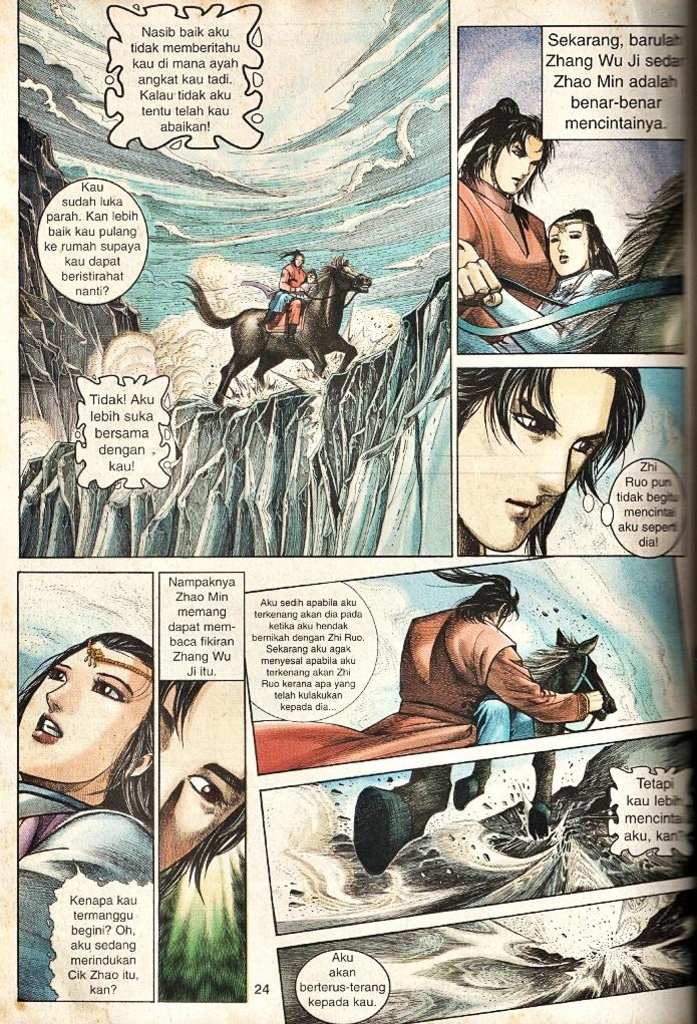 Nasib baik aku
tidak memberitahu
kau di mana ayah
angkat kau tadi.
Kalau tidak aku
tentu telah kau
abaikan!
Kau
sudah luka
parah. Kan lebih
baik kau pulang
ke rumah supaya
kau dapat
beristirahat
nanti?
Tidak! Aku
lebih suka
bersama
dengan
kau!
Sekarang, barulah
Zhang Wu Ji sedar
Zhao Min adalah
benar-benar
mencintainya.
Zhi
Ruo pun
tidak begitu
mencintai
aku seperti
dia!
Kenapa kau
termanggu
begini? Oh,
aku sedang
merindukan
Cik Zhao itu,
kan?
Nampaknya
Zhao Min
memang
dapat mem-
baca fikiran
Zhang Wu
Ji itu.
Aku sedih apabila aku
terkenang akan dia pada
ketika aku hendak
bernikah dengan Zhi Ruo.
Sekarang aku agak
menyesal apabila aku
terkenang akan Zhi
Ruo kerana apa yang
telah kulakukan
kepada dia...
Tetapi
kau lebih
mencintai
aku, kan?
Aku
akan
berterus-terang
kepada kau.
24